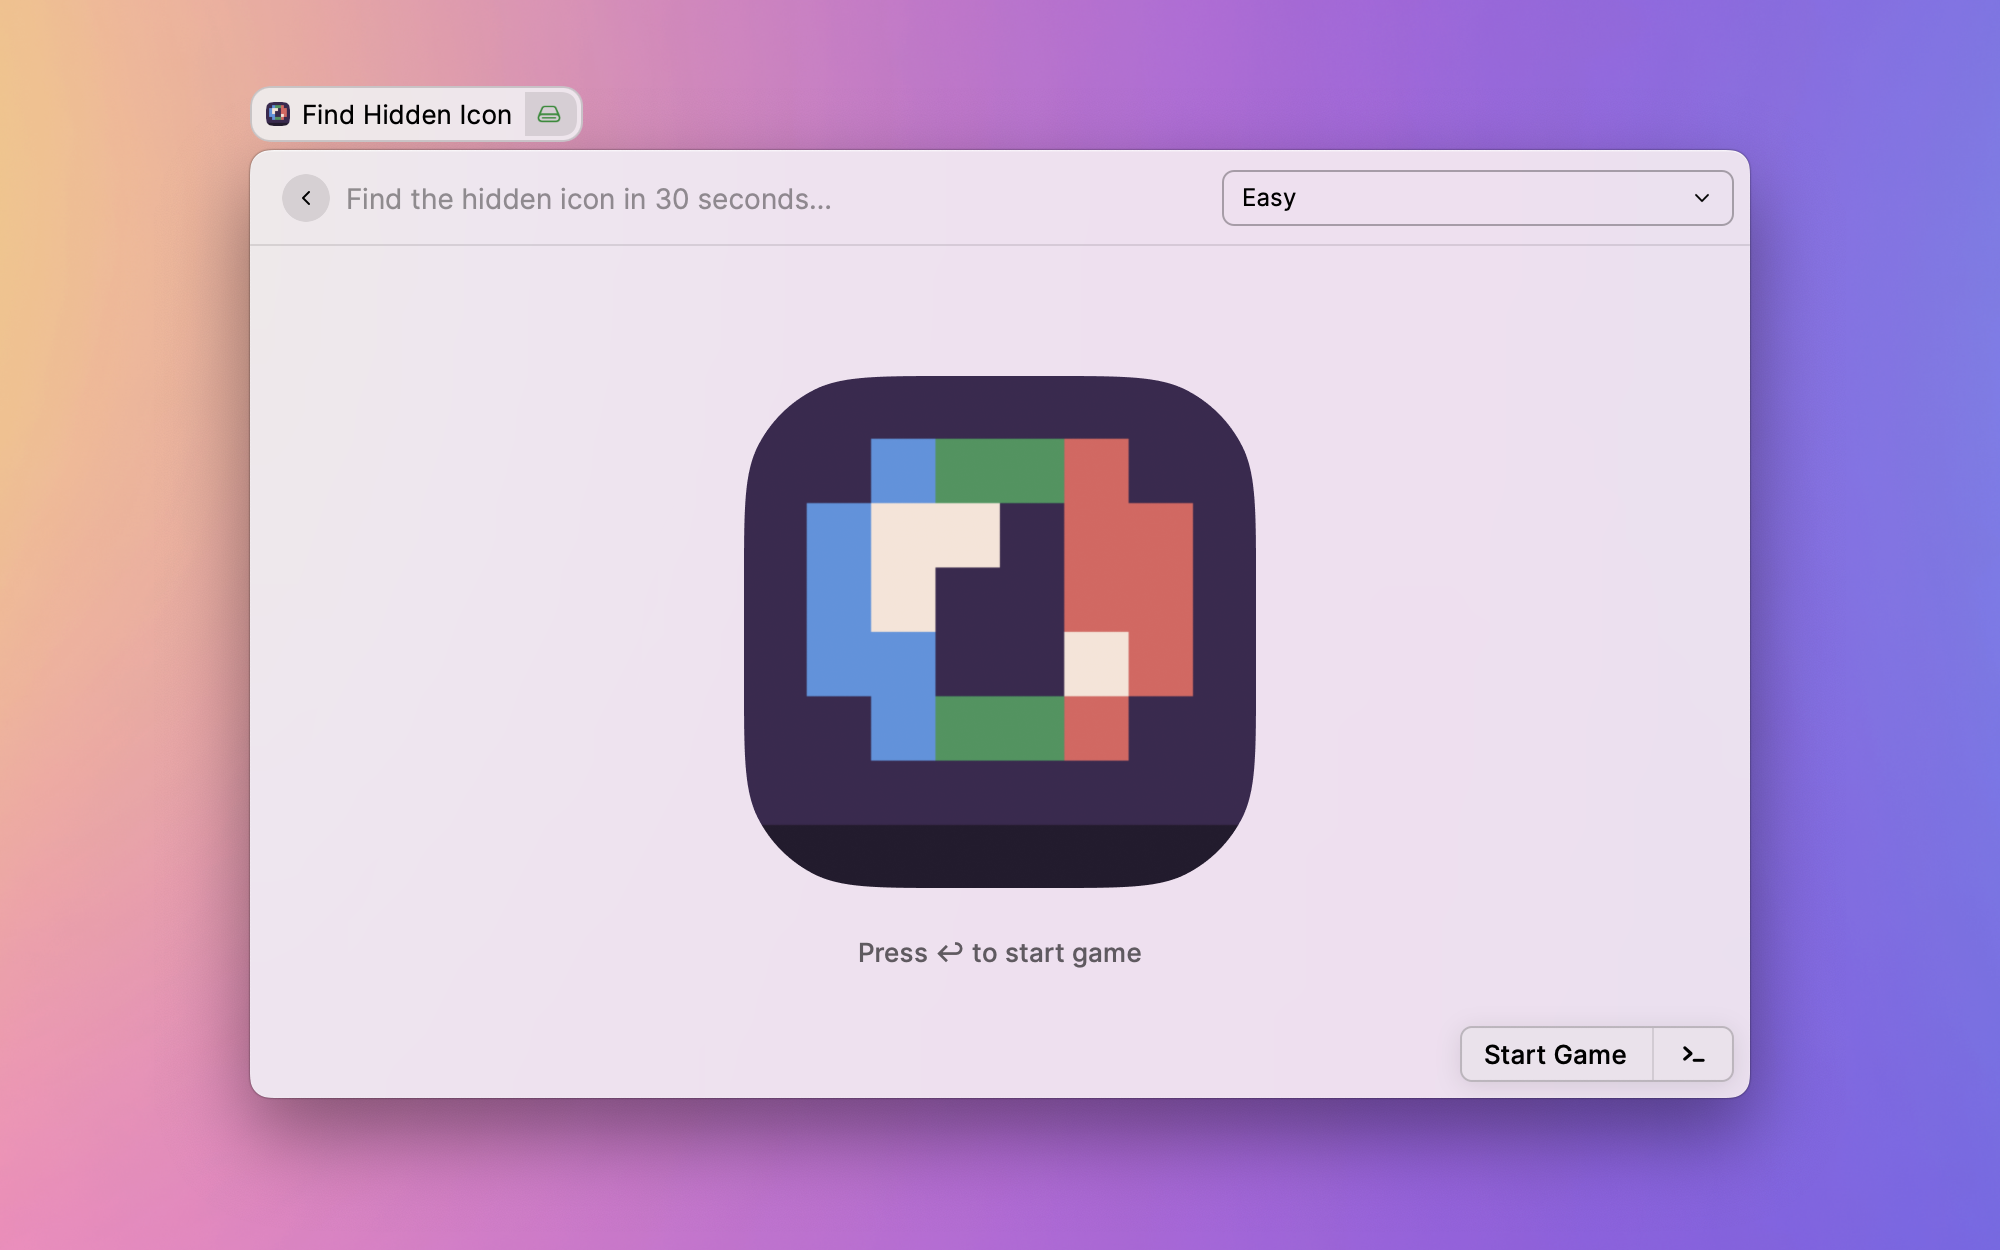 Find Hidden Icon
Find the hidden icon in 30 seconds...
Easy
Press ↩ to start game
Start Game